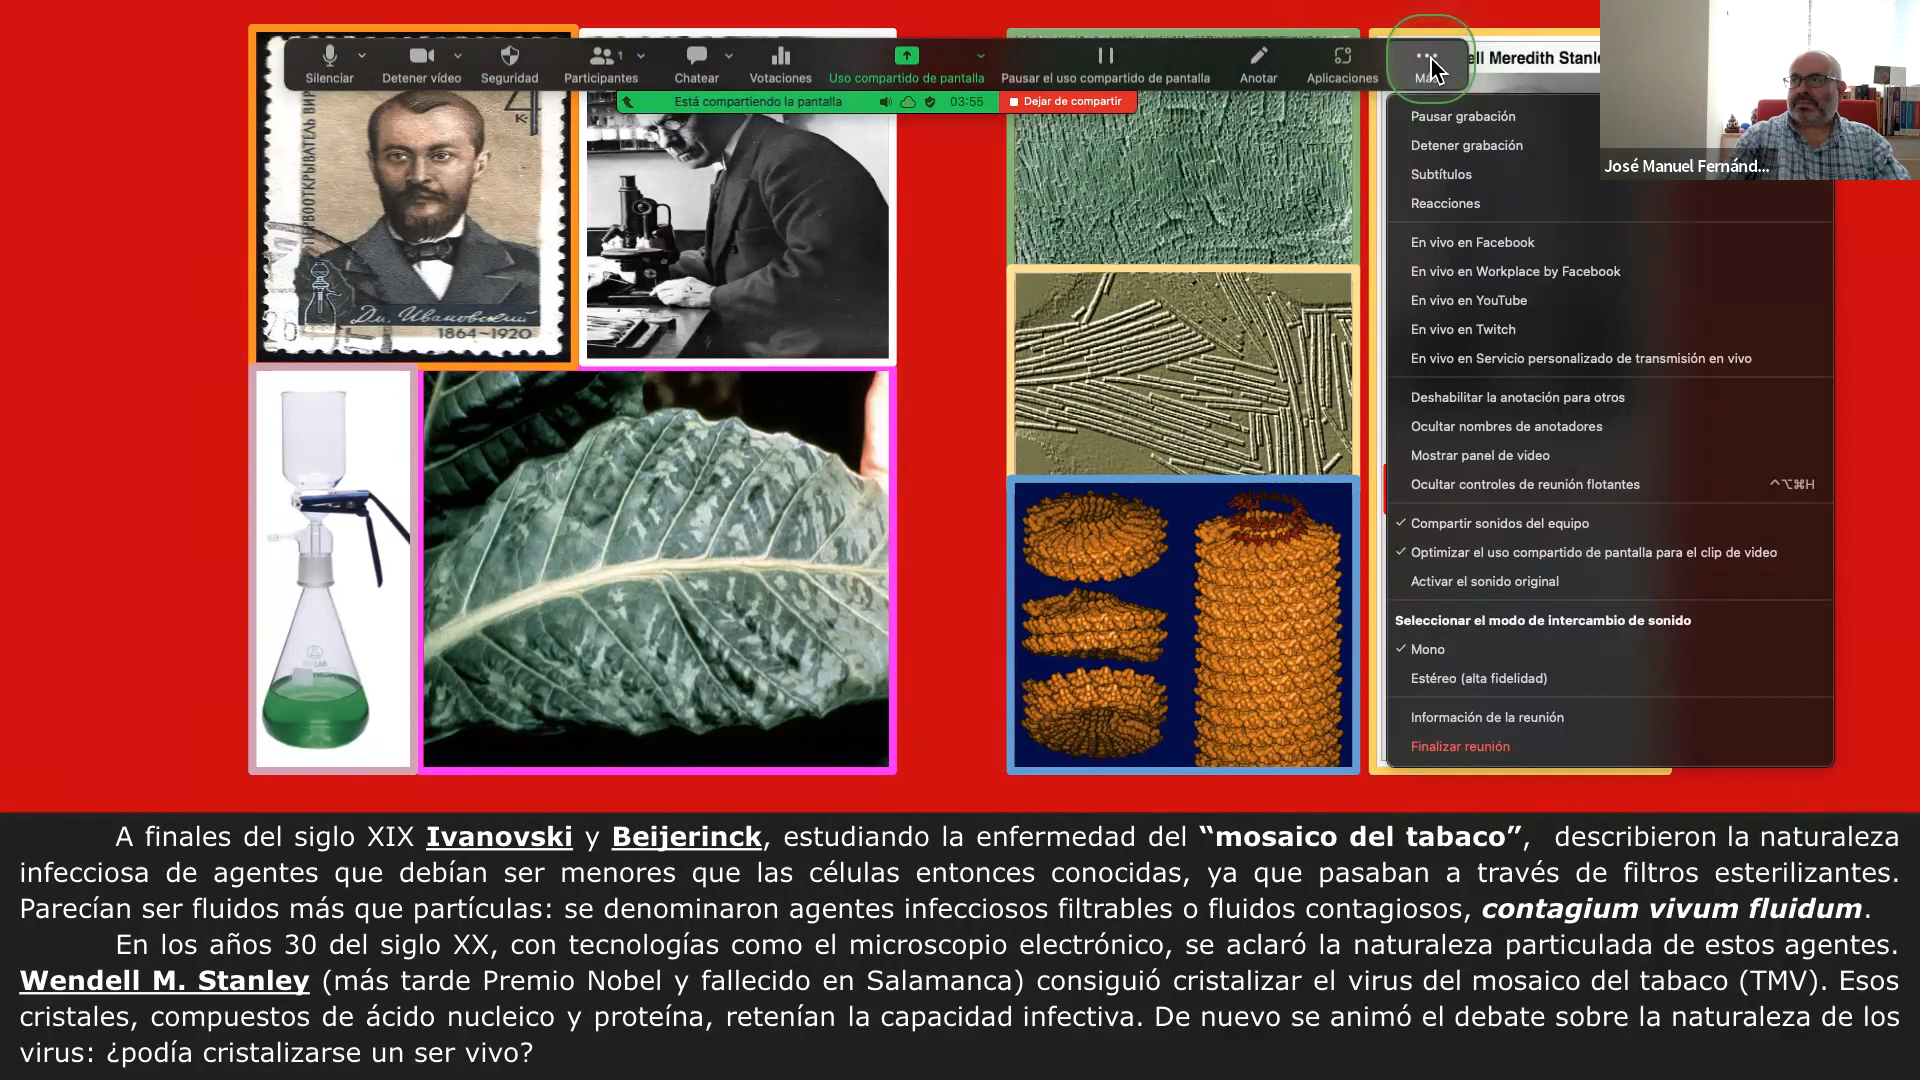 Silenciar
Detener vídeo
Seguridad
1
Participantes
Chatear
Votaciones
Uso compartido de pantalla
Pausar el uso compartido de pantalla
Anotar
Aplicaciones
Está compartiendo la pantalla
03:55
Dejar de compartir
ell Meredith Stanle
José Manuel Fernánd...
Pausar grabación
Detener grabación
Subtítulos
Reacciones
En vivo en Facebook
En vivo en Workplace by Facebook
En vivo en YouTube
En vivo en Twitch
En vivo en Servicio personalizado de transmisión en vivo
Deshabilitar la anotación para otros
Ocultar nombres de anotadores
Mostrar panel de video
Ocultar controles de reunión flotantes ^⌥⌘H
✓ Compartir sonidos del equipo
✓ Optimizar el uso compartido de pantalla para el clip de video
Activar el sonido original
Seleccionar el modo de intercambio de sonido
✓ Mono
Estéreo (alta fidelidad)
Información de la reunión
Finalizar reunión
ПЕРВООТКРЫВАТЕЛЬ ВИР
4
К
Дм. Ивановский
1864~1920
A finales del siglo XIX Ivanovski y Beijerinck, estudiando la enfermedad del “mosaico del tabaco”, describieron la naturaleza
infecciosa de agentes que debían ser menores que las células entonces conocidas, ya que pasaban a través de filtros esterilizantes.
Parecían ser fluidos más que partículas: se denominaron agentes infecciosos filtrables o fluidos contagiosos, contagium vivum fluidum.
En los años 30 del siglo XX, con tecnologías como el microscopio electrónico, se aclaró la naturaleza particulada de estos agentes.
Wendell M. Stanley (más tarde Premio Nobel y fallecido en Salamanca) consiguió cristalizar el virus del mosaico del tabaco (TMV). Esos
cristales, compuestos de ácido nucleico y proteína, retenían la capacidad infectiva. De nuevo se animó el debate sobre la naturaleza de los
virus: ¿podía cristalizarse un ser vivo?